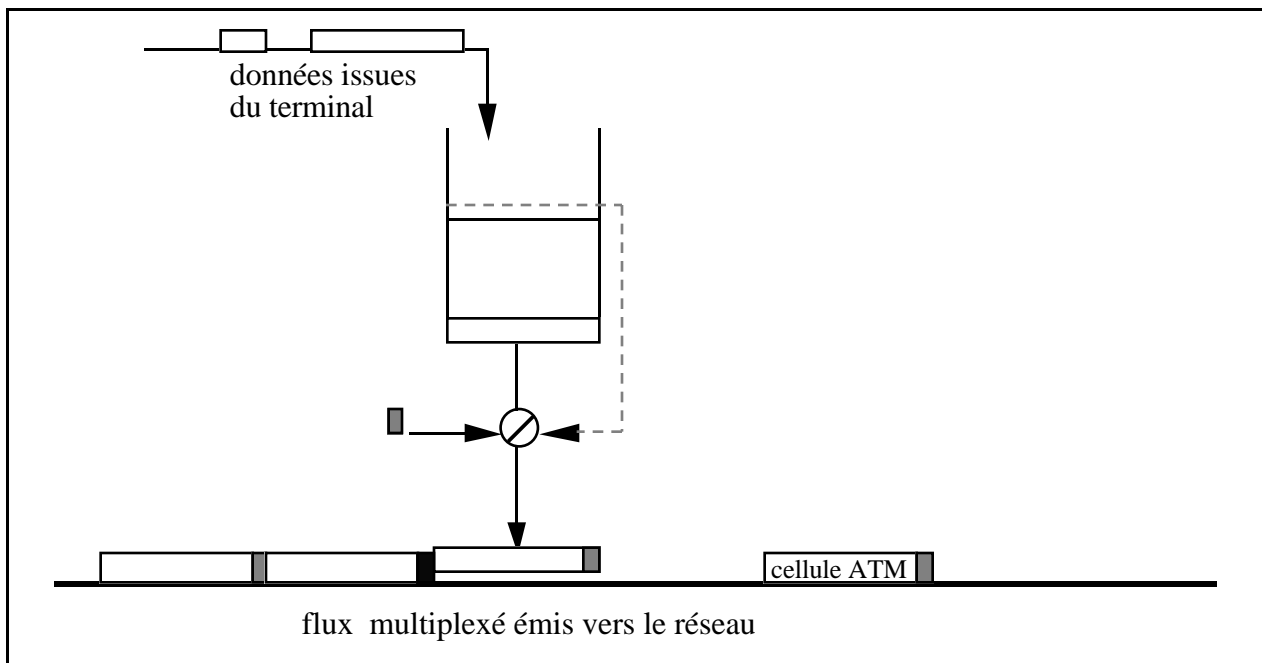 données issues
du terminal
cellule ATM
flux multiplexé émis vers le réseau